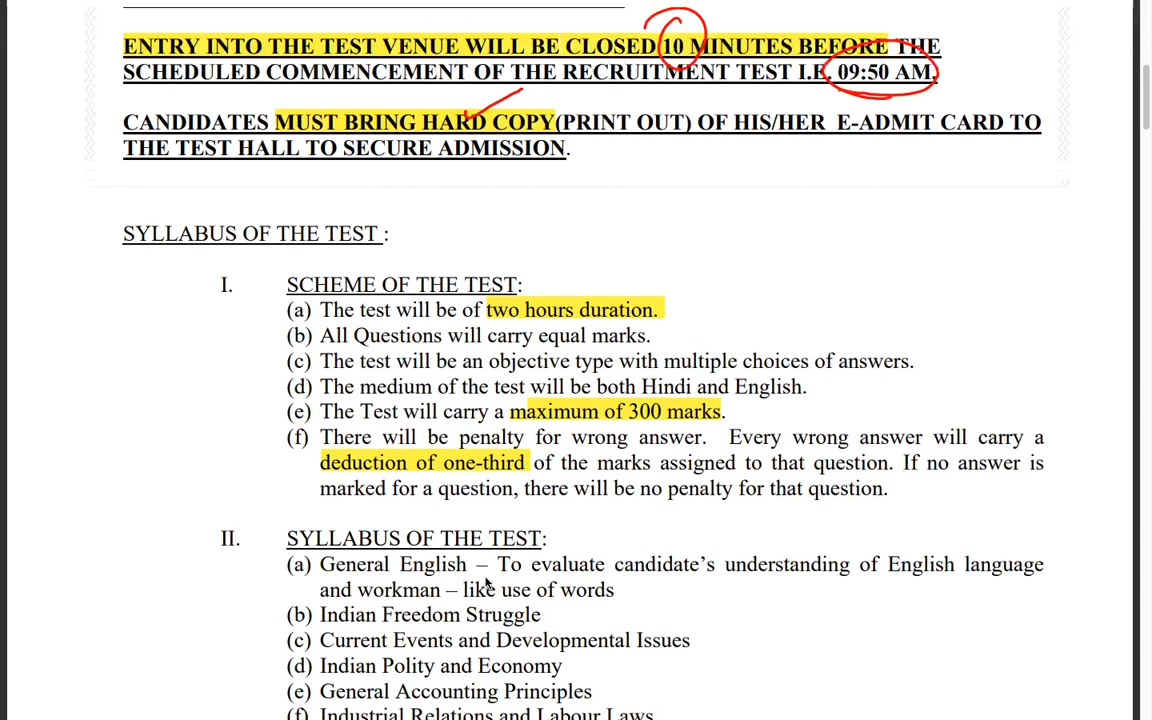 ENTRY INTO THE TEST VENUE WILL BE CLOSED 10 MINUTES BEFORE THE
SCHEDULED COMMENCEMENT OF THE RECRUITMENT TEST I.E. 09:50 AM.
CANDIDATES MUST BRING HARD COPY(PRINT OUT) OF HIS/HER E-ADMIT CARD TO
THE TEST HALL TO SECURE ADMISSION.
SYLLABUS OF THE TEST :
I. SCHEME OF THE TEST:
(a) The test will be of two hours duration.
(b) All Questions will carry equal marks.
(c) The test will be an objective type with multiple choices of answers.
(d) The medium of the test will be both Hindi and English.
(e) The Test will carry a maximum of 300 marks.
(f) There will be penalty for wrong answer. Every wrong answer will carry a
deduction of one-third of the marks assigned to that question. If no answer is
marked for a question, there will be no penalty for that question.
II. SYLLABUS OF THE TEST:
(a) General English – To evaluate candidate’s understanding of English language
and workman – like use of words
(b) Indian Freedom Struggle
(c) Current Events and Developmental Issues
(d) Indian Polity and Economy
(e) General Accounting Principles
(f) Industrial Relations and Labour Laws